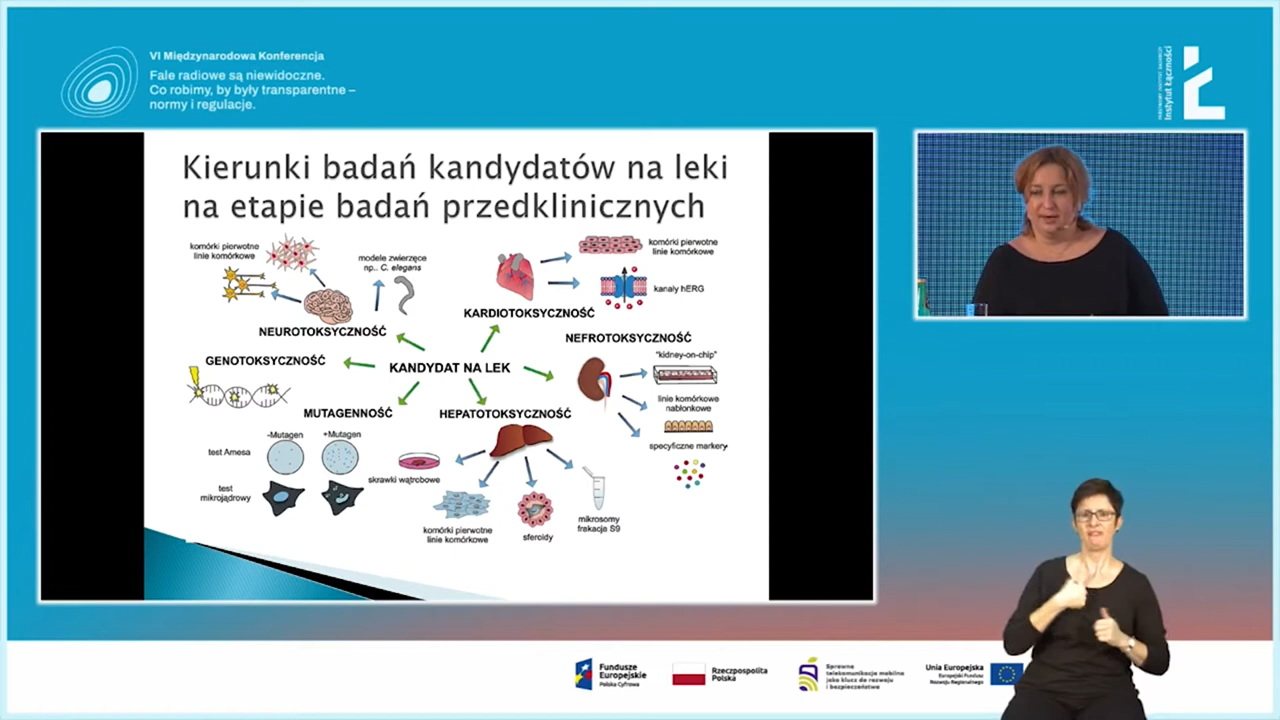 VI Międzynarodowa Konferencja
Fale radiowe są niewidoczne.
Co robimy, by były transparentne –
normy i regulacje.
Instytut Łączności
Kierunki badań kandydatów na leki
na etapie badań przedklinicznych
komórki pierwotne
linie komórkowe
modele zwierzęce
np.. C. elegans
komórki pierwotne
linie komórkowe
kanały hERG
NEUROTOKSYCZNOŚĆ
KARDIOTOKSYCZNOŚĆ
NEFROTOKSYCZNOŚĆ
GENOTOKSYCZNOŚĆ
KANDYDAT NA LEK
"kidney-on-chip"
linie komórkowe
nabłonkowe
specyficzne markery
MUTAGENNOŚĆ
HEPATOTOKSYCZNOŚĆ
-Mutagen
+Mutagen
test Amesa
test
mikrojądrowy
skrawki wątrobowe
komórki pierwotne
linie komórkowe
sferoidy
mikrosomy
frakacja S9
Fundusze
Europejskie
Polska Cyfrowa
Rzeczpospolita
Polska
Sprawne
telekomunikacje mobilne
jako klucz do rozwoju
i bezpieczeństwa
Unia Europejska
Europejski Fundusz
Rozwoju Regionalnego